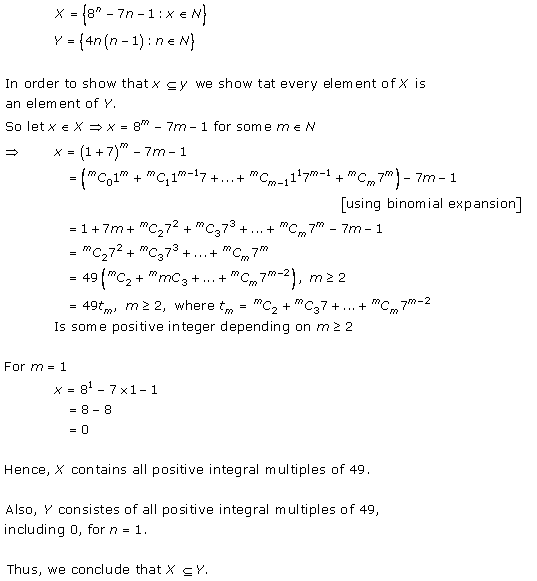 X = {8ⁿ – 7n – 1 : x ∈ N}
Y = {4n(n – 1) : n ∈ N}
In order to show that x ⊆ y we show tat every element of X is
an element of Y.
So let x ∈ X ⇒ x = 8ᵐ – 7m – 1 for some m ∈ N
⇒ x = (1 + 7)ᵐ – 7m – 1
= (ᵐC₀1ᵐ + ᵐC₁1ᵐ⁻¹7 + ... + ᵐCₘ₋₁1¹7ᵐ⁻¹ + ᵐCₘ7ᵐ) – 7m – 1
[using binomial expansion]
= 1 + 7m + ᵐC₂7² + ᵐC₃7³ + ... + ᵐCₘ7ᵐ – 7m – 1
= ᵐC₂7² + ᵐC₃7³ + ... + ᵐCₘ7ᵐ
= 49(ᵐC₂ + ᵐmC₃ + ... + ᵐCₘ7ᵐ⁻²), m ≥ 2
= 49tₘ, m ≥ 2, where tₘ = ᵐC₂ + ᵐC₃7 + ... + ᵐCₘ7ᵐ⁻²
Is some positive integer depending on m ≥ 2
For m = 1
x = 8¹ – 7 × 1 – 1
= 8 – 8
= 0
Hence, X contains all positive integral multiples of 49.
Also, Y consistes of all positive integral multiples of 49,
including 0, for n = 1.
Thus, we conclude that X ⊆ Y.